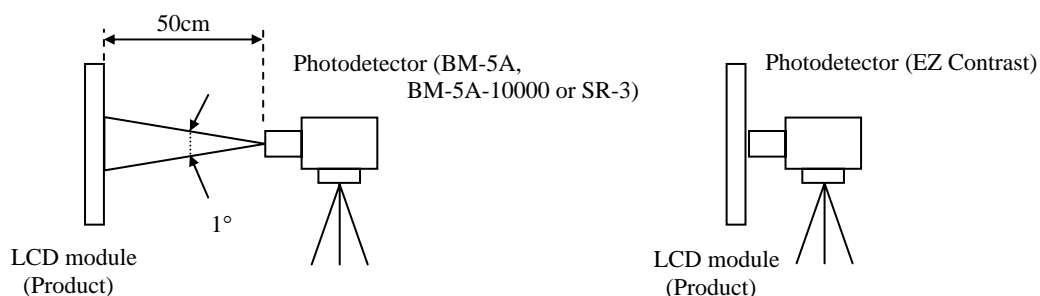 50cm
Photodetector (BM-5A,
BM-5A-10000 or SR-3)
1°
LCD module
(Product)
Photodetector (EZ Contrast)
LCD module
(Product)